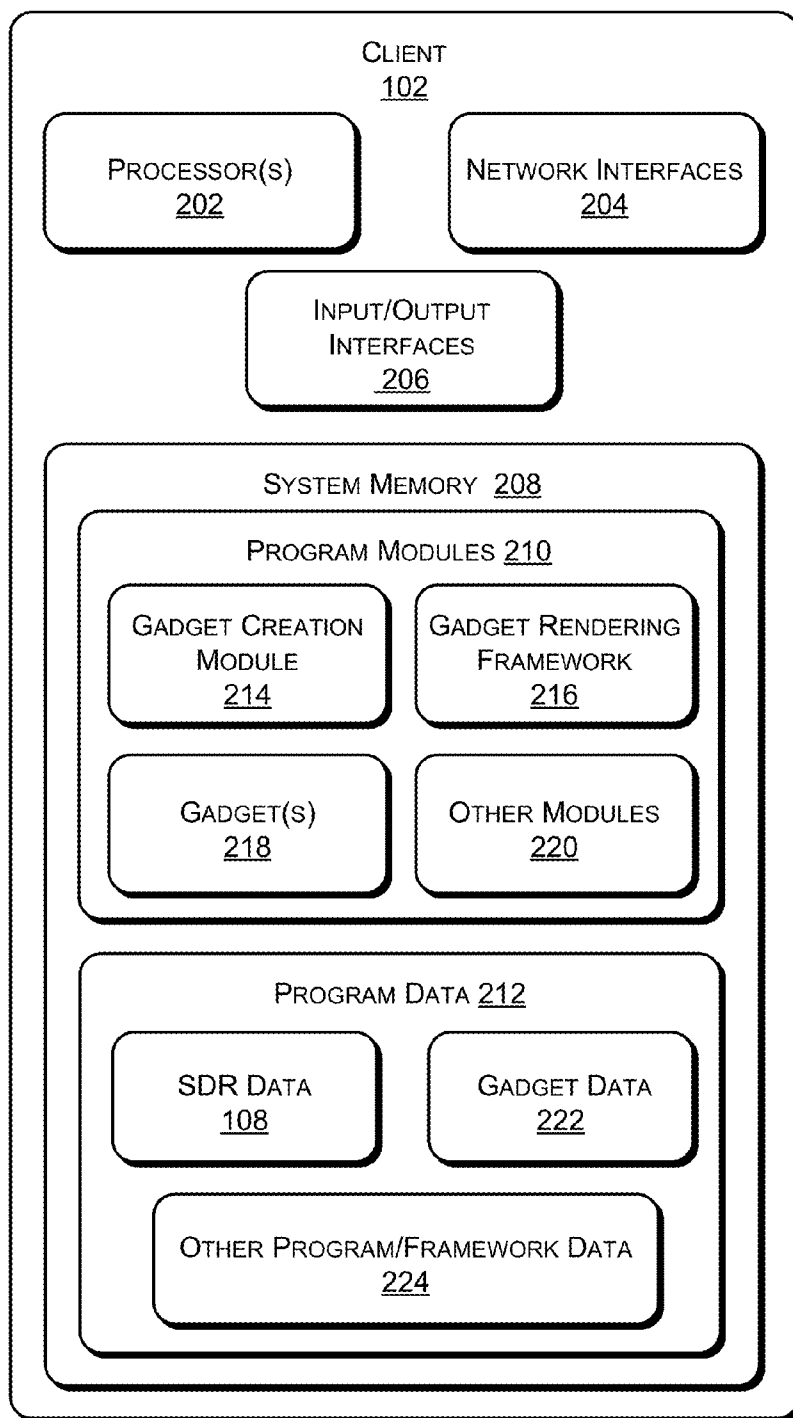 CLIENT
102
PROCESSOR(S)
202
NETWORK INTERFACES
204
INPUT/OUTPUT
INTERFACES
206
SYSTEM MEMORY 208
PROGRAM MODULES 210
GADGET CREATION
MODULE
214
GADGET RENDERING
FRAMEWORK
216
GADGET(S)
218
OTHER MODULES
220
PROGRAM DATA 212
SDR DATA
108
GADGET DATA
222
OTHER PROGRAM/FRAMEWORK DATA
224